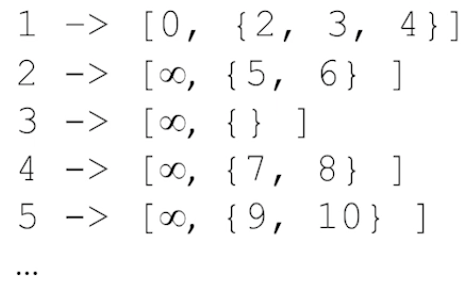 1 –> [0, {2, 3, 4}]
2 -> [∞, {5, 6} ]
3 -> [∞, {} ]
4 -> [∞, {7, 8} ]
5 -> [∞, {9, 10} ]
…